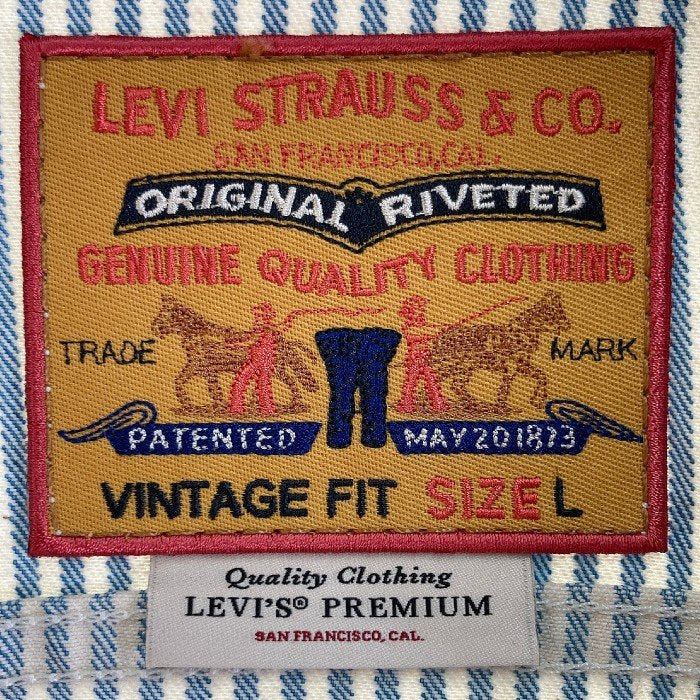 LEVI STRAUSS & CO.
SAN FRANCISCO, CAL.
ORIGINAL RIVETED
GENUINE QUALITY CLOTHING
TRADE MARK
PATENTED MAY 20 1873
VINTAGE FIT SIZE L
Quality Clothing
LEVI'S® PREMIUM
SAN FRANCISCO, CAL.